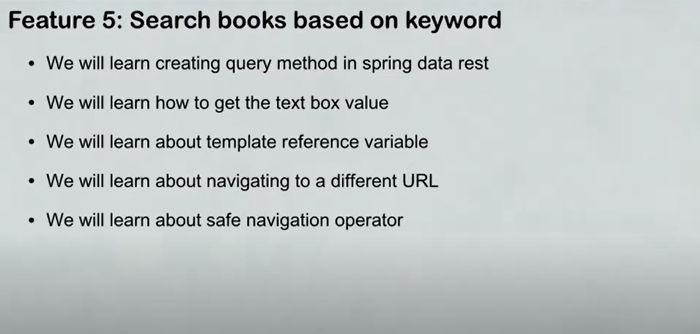 Feature 5: Search books based on keyword
• We will learn creating query method in spring data rest
• We will learn how to get the text box value
• We will learn about template reference variable
• We will learn about navigating to a different URL
• We will learn about safe navigation operator